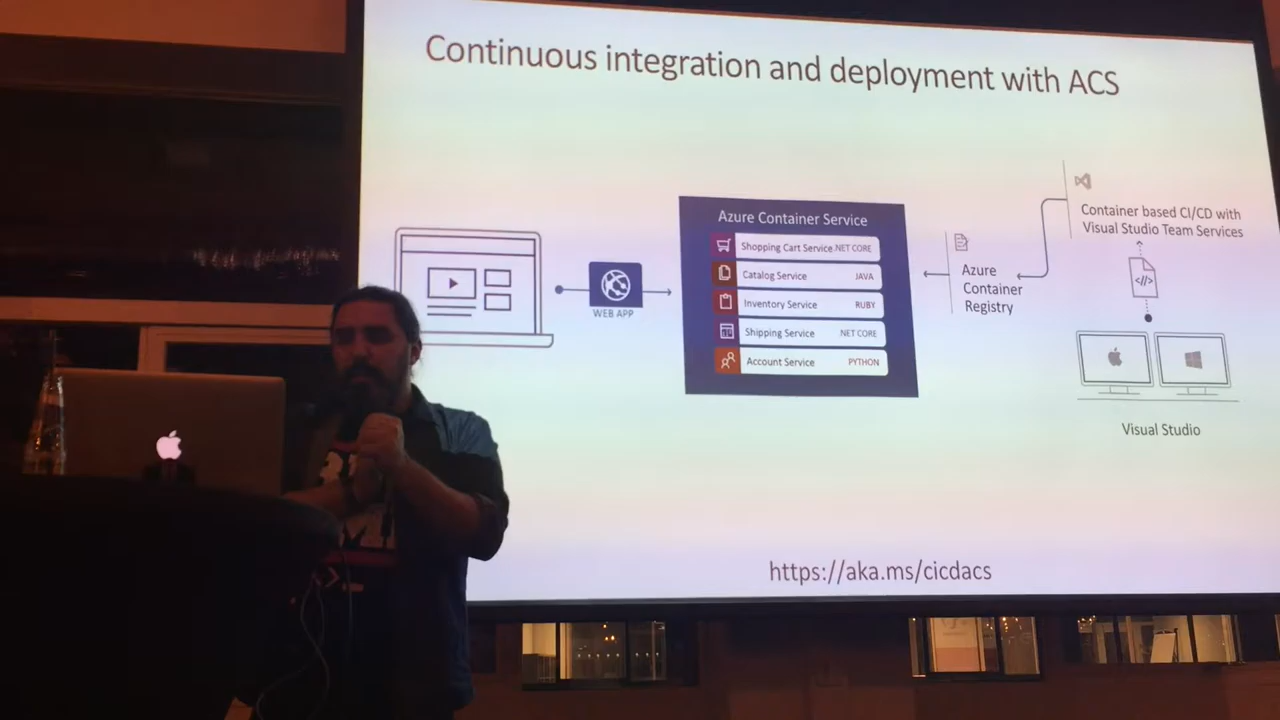 Continuous integration and deployment with ACS
WEB APP
Azure Container Service
Shopping Cart Service .NET CORE
Catalog Service JAVA
Inventory Service RUBY
Shipping Service .NET CORE
Account Service PYTHON
Azure
Container
Registry
Container based CI/CD with
Visual Studio Team Services
</>
Visual Studio
https://aka.ms/cicdacs